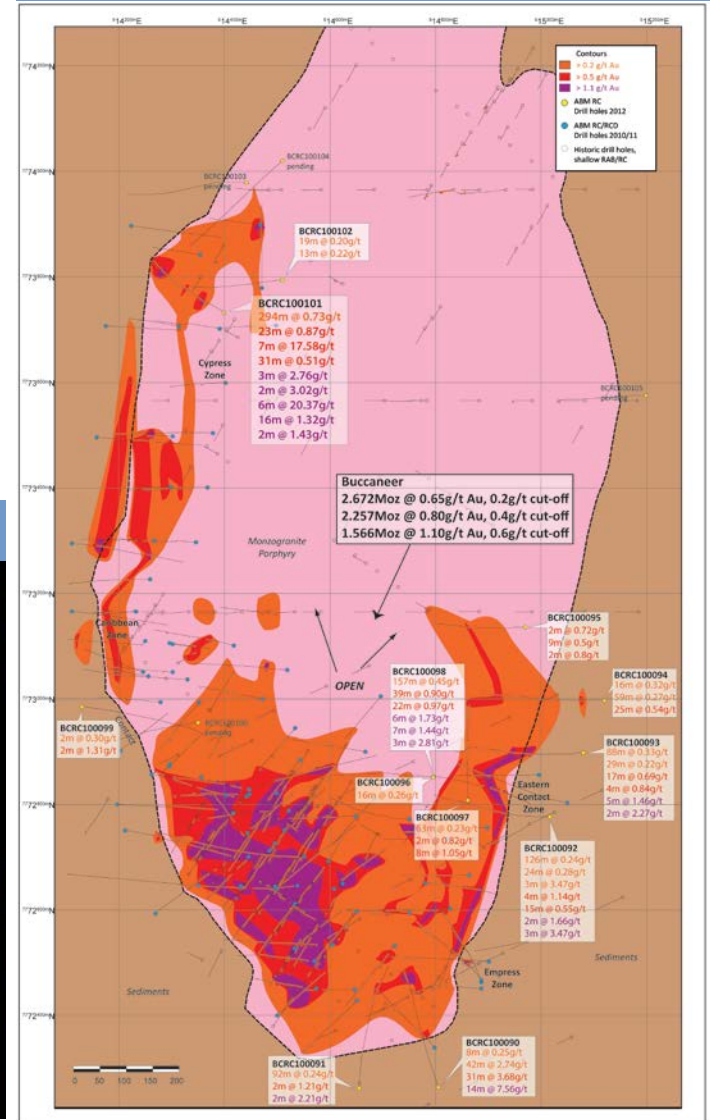 Contours
> 0.2 g/t Au
> 0.5 g/t Au
> 1.1 g/t Au
ABM RC
Drill holes 2012
ABM RC/RCD
Drill holes 2010/11
Historic drill holes,
shallow RAB/RC
BCRC100104
pending
BCRC100103
pending
BCRC100102
19m @ 0.20g/t
13m @ 0.22g/t
BCRC100101
294m @ 0.73g/t
23m @ 0.87g/t
7m @ 17.58g/t
31m @ 0.51g/t
3m @ 2.76g/t
2m @ 3.02g/t
6m @ 20.37g/t
16m @ 1.32g/t
2m @ 1.43g/t
Cypress
Zone
BCRC100105
pending
Buccaneer
2.672Moz @ 0.65g/t Au, 0.2g/t cut-off
2.257Moz @ 0.80g/t Au, 0.4g/t cut-off
1.566Moz @ 1.10g/t Au, 0.6g/t cut-off
Monzogranite
Porphyry
Caribbean
Zone
OPEN
BCRC100095
2m @ 0.72g/t
9m @ 0.5g/t
2m @ 0.8g/t
BCRC100094
16m @ 0.32g/t
59m @ 0.27g/t
25m @ 0.54g/t
BCRC100098
157m @ 0.45g/t
39m @ 0.90g/t
22m @ 0.97g/t
6m @ 1.73g/t
7m @ 1.44g/t
3m @ 2.81g/t
BCRC100099
2m @ 0.30g/t
2m @ 1.31g/t
Contact
pending
BCRC100093
88m @ 0.33g/t
29m @ 0.22g/t
17m @ 0.69g/t
4m @ 0.84g/t
5m @ 1.46g/t
2m @ 2.27g/t
BCRC100096
16m @ 0.26g/t
Eastern
Contact
Zone
BCRC100097
63m @ 0.23g/t
2m @ 0.82g/t
8m @ 1.05g/t
BCRC100092
126m @ 0.24g/t
24m @ 0.28g/t
3m @ 3.47g/t
4m @ 1.14g/t
15m @ 0.55g/t
2m @ 1.66g/t
3m @ 3.47g/t
Empress
Zone
Sediments
Sediments
BCRC100091
92m @ 0.24g/t
2m @ 1.21g/t
2m @ 2.21g/t
BCRC100090
8m @ 0.25g/t
42m @ 2.74g/t
31m @ 3.68g/t
14m @ 7.56g/t
0 50 100 150 200